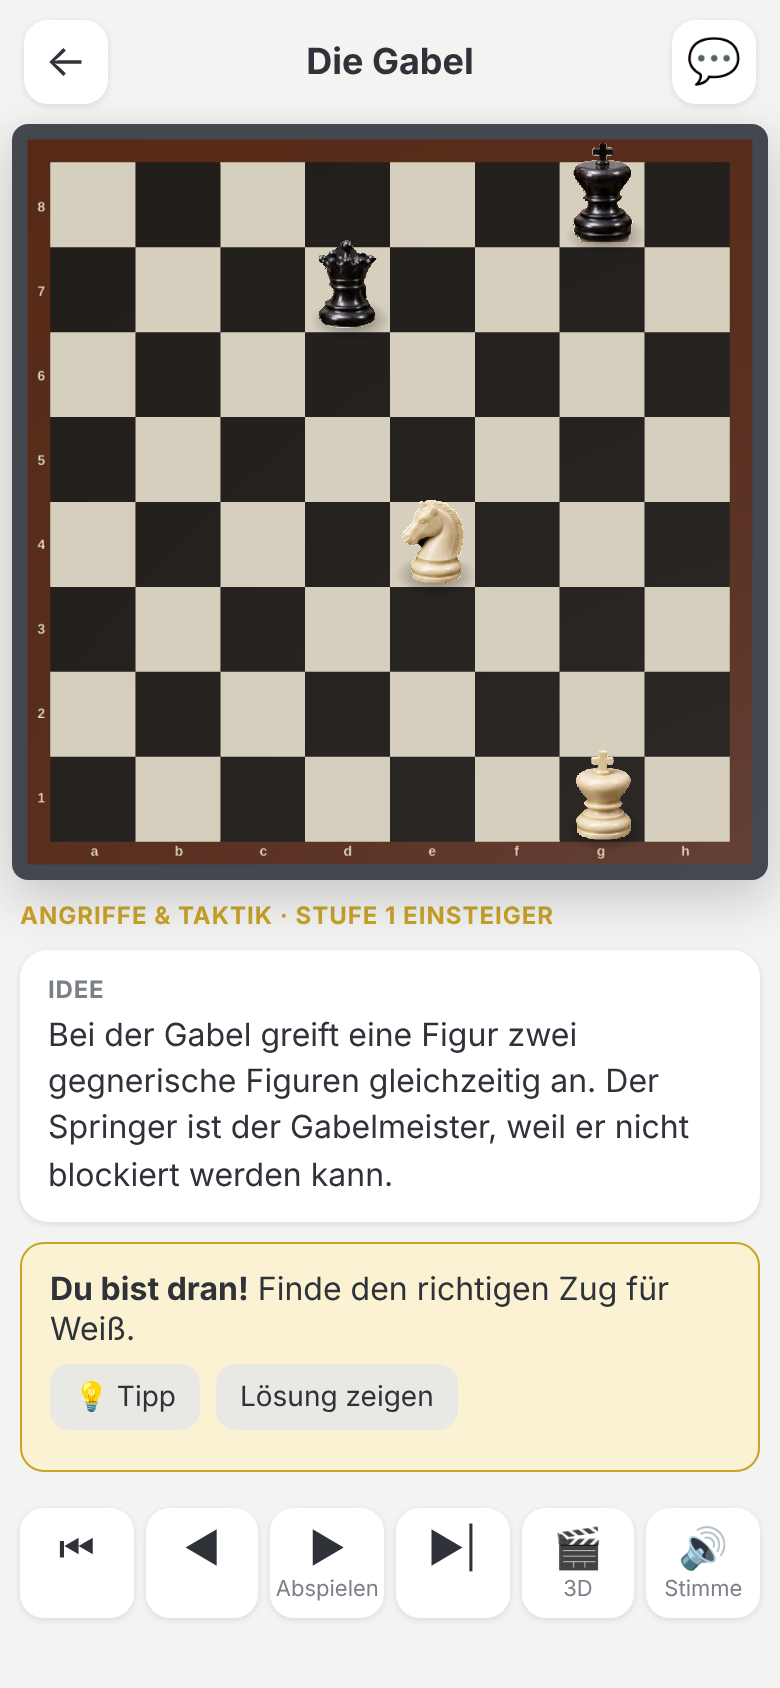 Die Gabel
8
7
6
5
4
3
2
1
a b c d e f g h
ANGRIFFE & TAKTIK · STUFE 1 EINSTEIGER
IDEE
Bei der Gabel greift eine Figur zwei
gegnerische Figuren gleichzeitig an. Der
Springer ist der Gabelmeister, weil er nicht
blockiert werden kann.
Du bist dran! Finde den richtigen Zug für
Weiß.
Tipp
Lösung zeigen
Abspielen
3D
Stimme